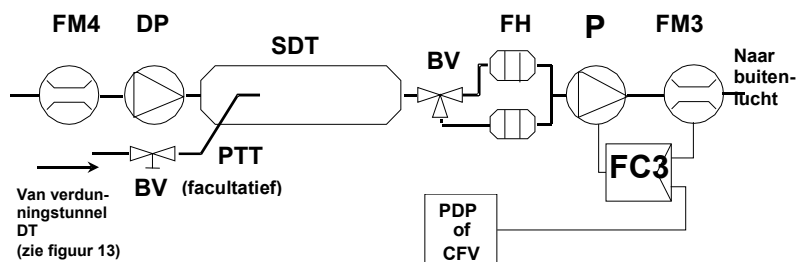 FM4
DP
SDT
BV
FH
P
FM3
Naar
buiten-
lucht
PTT
BV (facultatief)
Van verdun-
ningstunnel
DT
(zie figuur 13)
FC3
PDP
of
CFV